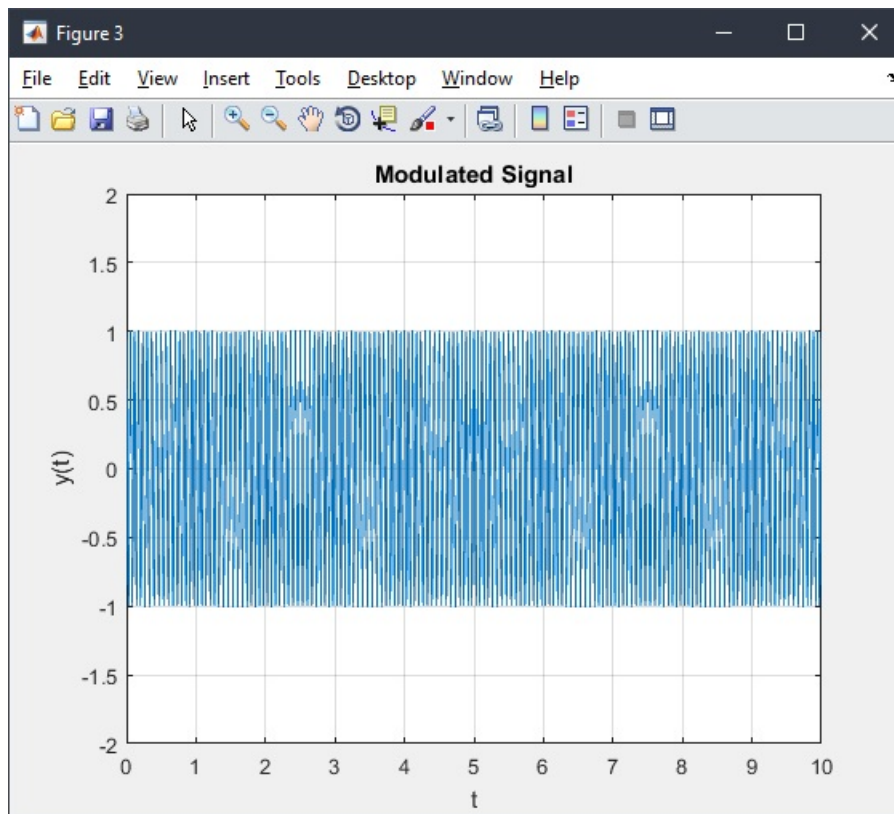 Figure 3
File Edit View Insert Tools Desktop Window Help
Modulated Signal
2
1.5
1
0.5
0
-0.5
-1
-1.5
-2
y(t)
0 1 2 3 4 5 6 7 8 9 10
t